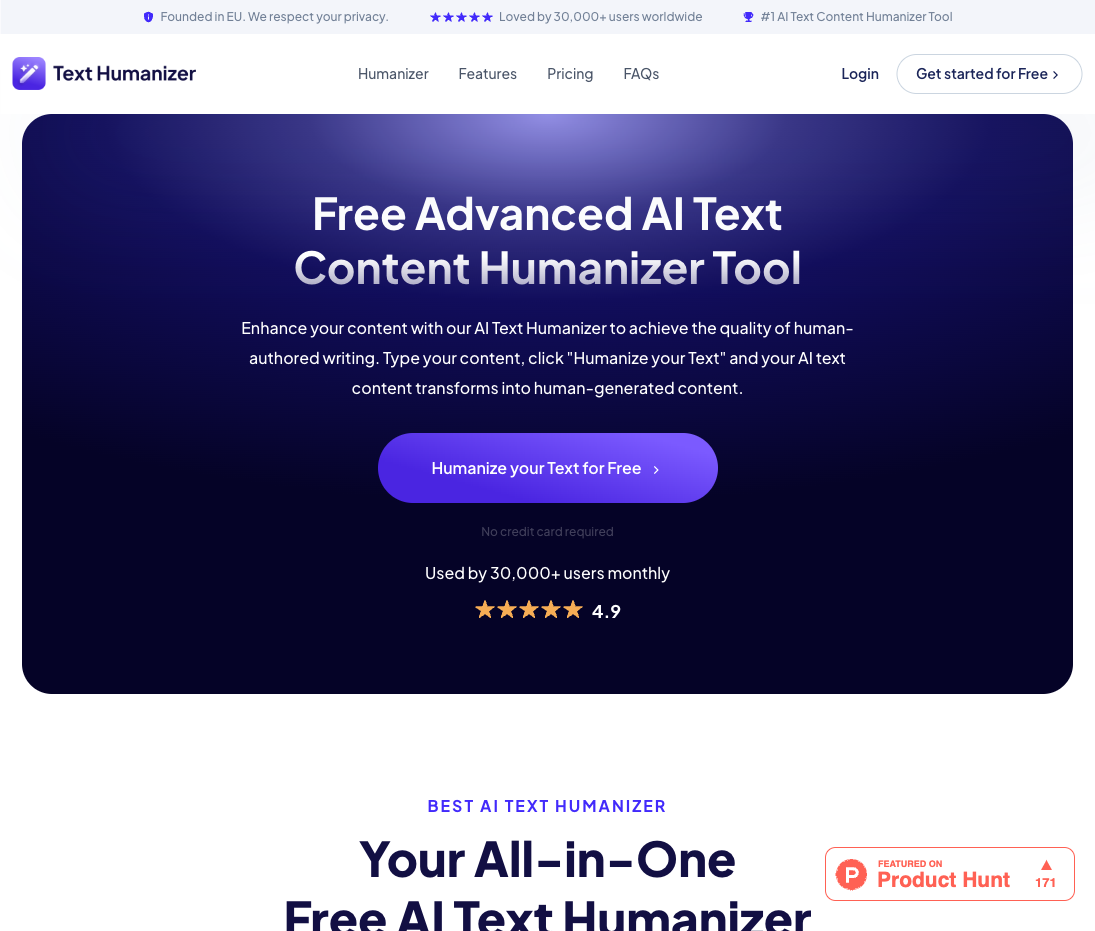 Founded in EU. We respect your privacy.
Loved by 30,000+ users worldwide
#1 AI Text Content Humanizer Tool
Text Humanizer
Humanizer
Features
Pricing
FAQs
Login
Get started for Free
Free Advanced AI Text
Content Humanizer Tool
Enhance your content with our AI Text Humanizer to achieve the quality of human-
authored writing. Type your content, click "Humanize your Text" and your AI text
content transforms into human-generated content.
Humanize your Text for Free
No credit card required
Used by 30,000+ users monthly
4.9
BEST AI TEXT HUMANIZER
Your All-in-One
Free AI Text Humanizer
P
FEATURED ON
Product Hunt
171